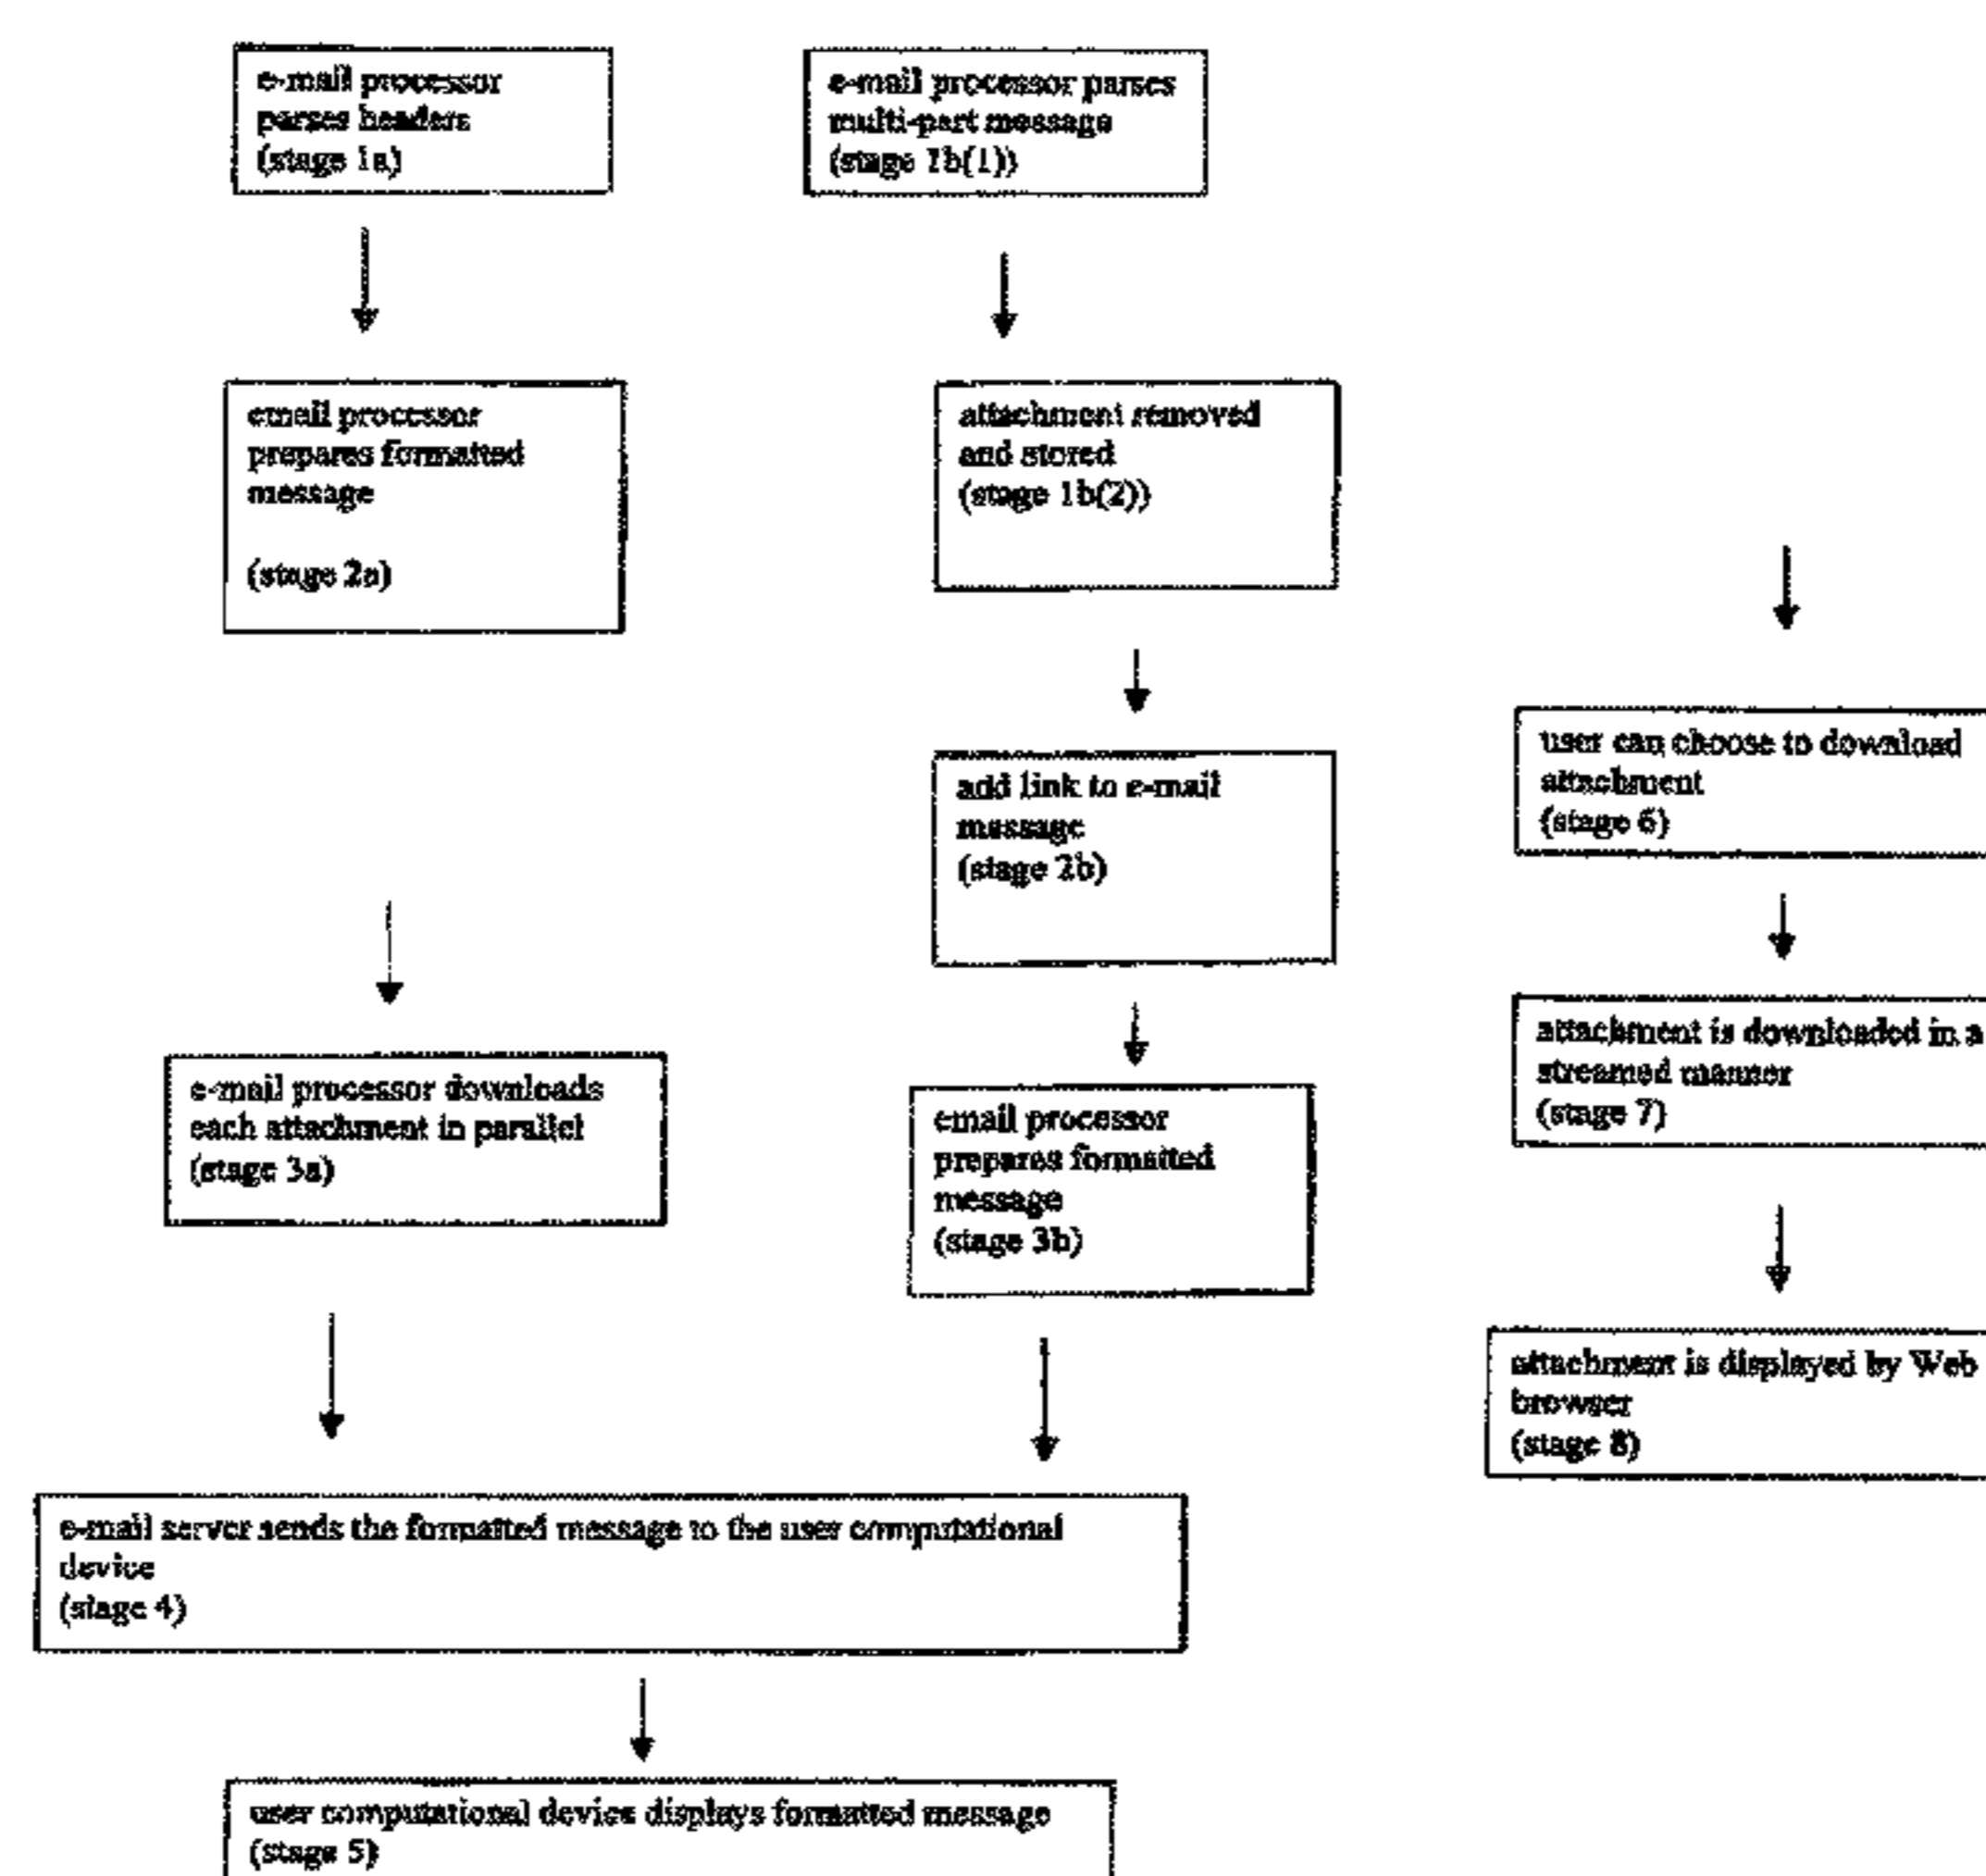 e-mail processor
parses headers
(stage 1a)
e-mail processor parses
multi-part message
(stage 1b(1))
email processor
prepares formatted
message
(stage 2a)
attachment removed
and stored
(stage 1b(2))
add link to e-mail
message
(stage 2b)
user can choose to download
attachment
(stage 6)
attachment is downloaded in a
streamed manner
(stage 7)
e-mail processor downloads
each attachment in parallel
(stage 3a)
email processor
prepares formatted
message
(stage 3b)
attachment is displayed by Web
browser
(stage 8)
e-mail server sends the formatted message to the user computational
device
(stage 4)
user computational device displays formatted message
(stage 5)